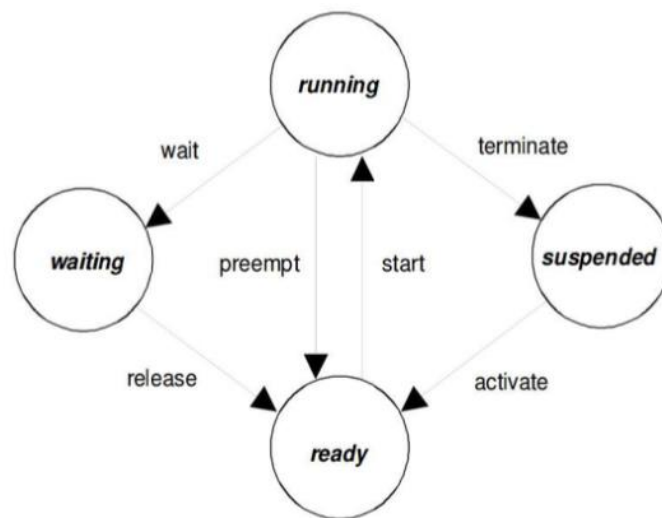 running
wait
terminate
waiting
preempt
start
suspended
release
activate
ready